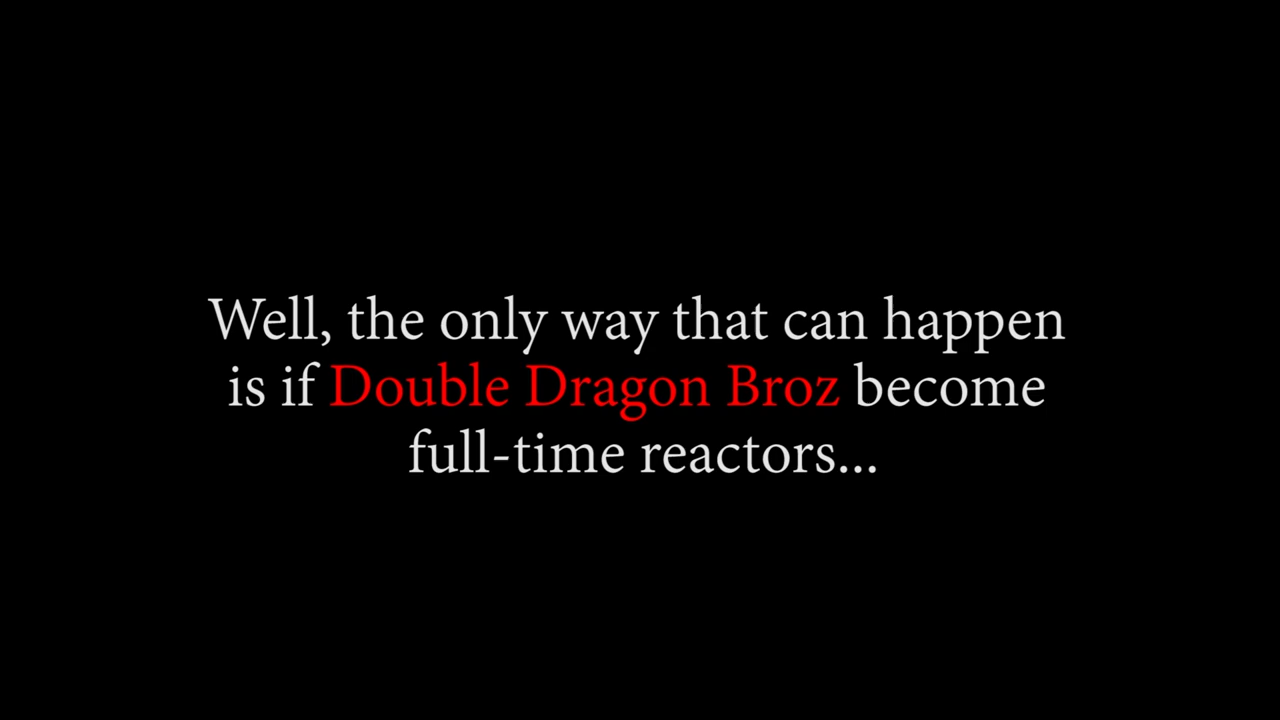 Well, the only way that can happen
is if Double Dragon Broz become
full-time reactors...